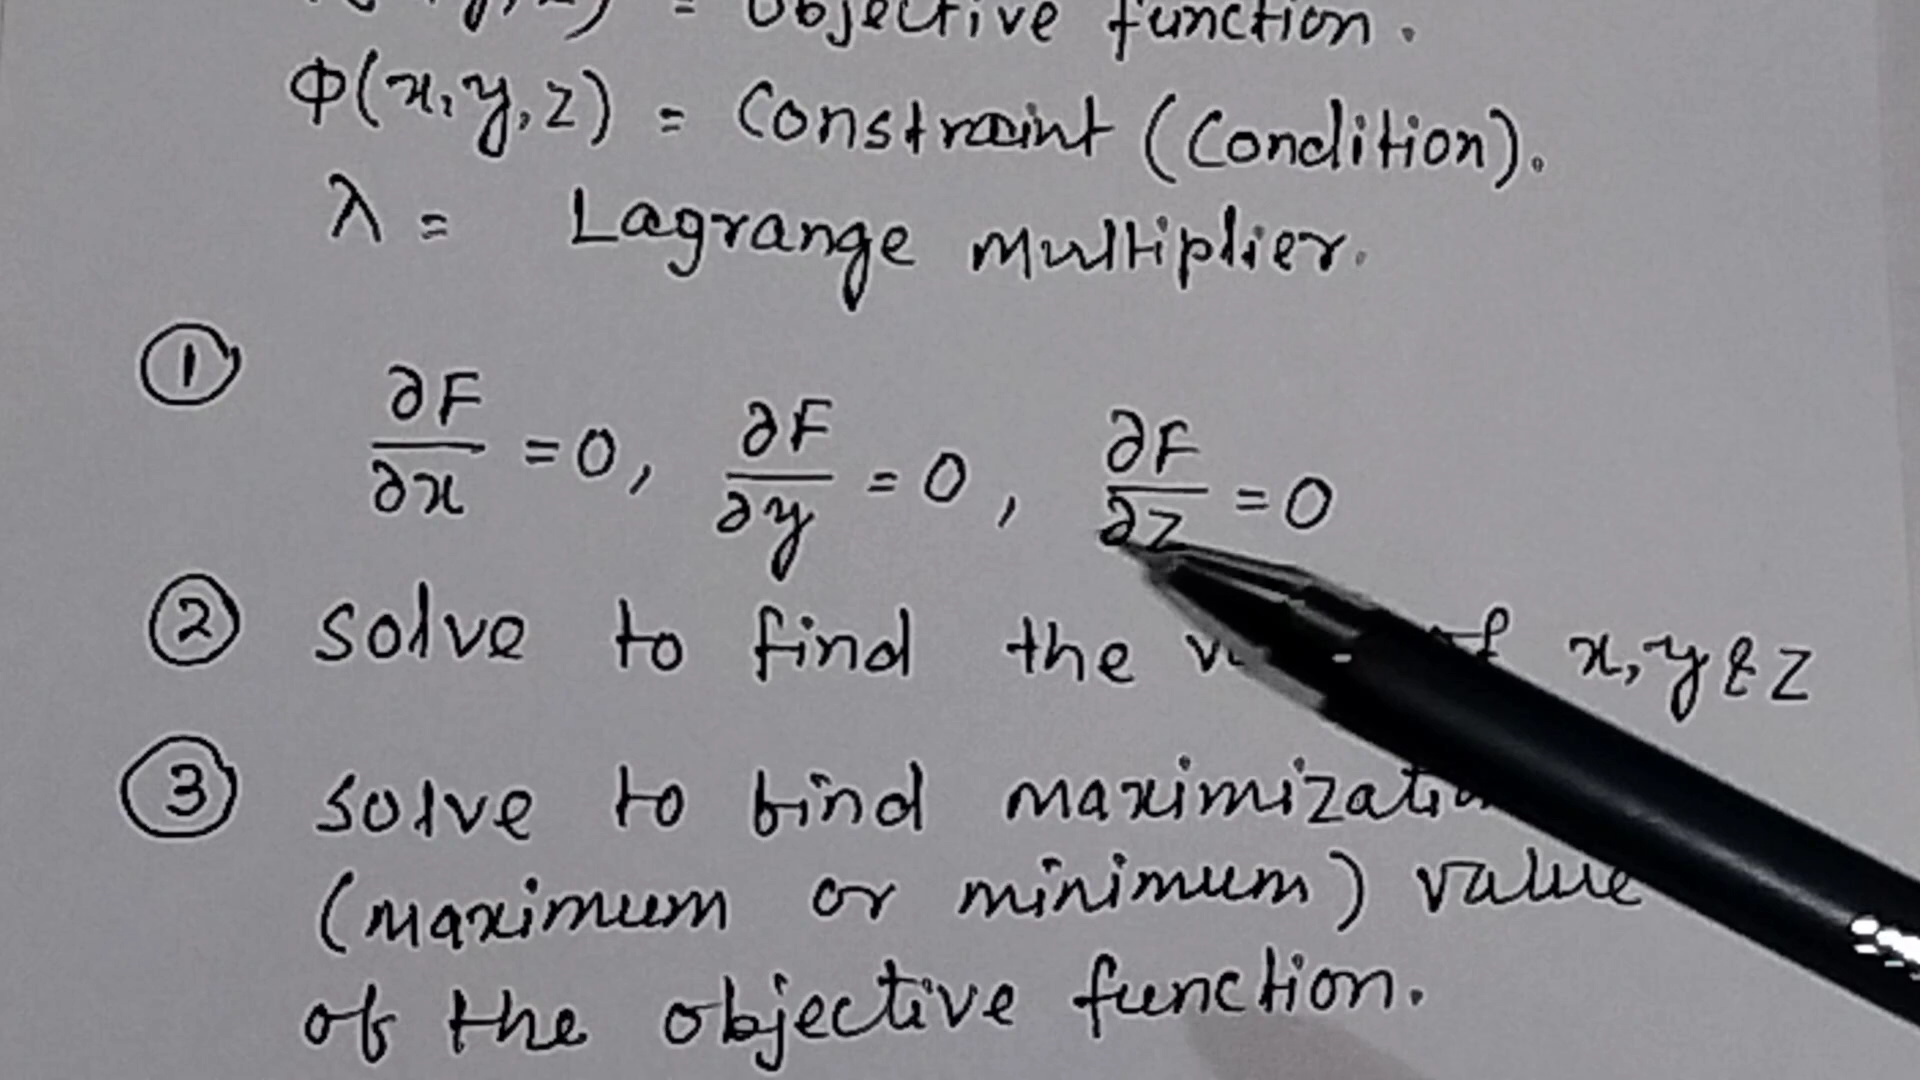 = Objective function.
Φ(x,y,z) = Constraint (Condition).
λ = Lagrange multiplier.
① ∂F/∂x = 0, ∂F/∂y = 0, ∂F/∂z = 0
② solve to find the of x, y & z
③ solve to find
(maximum or minimum) value
of the objective function.